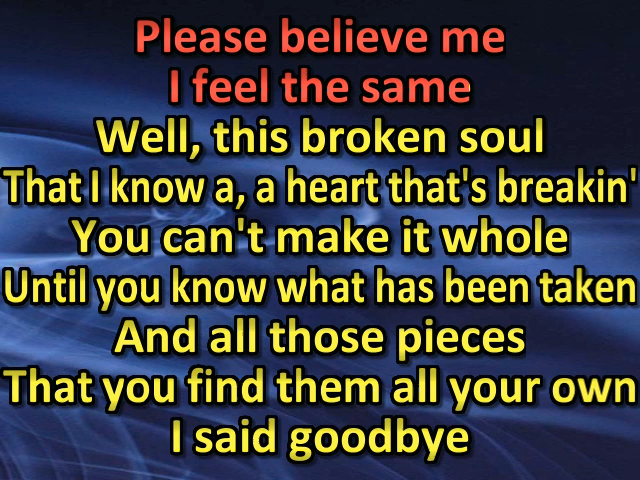 Please believe me
I feel the same
Well, this broken soul
That I know a, a heart that's breakin'
You can't make it whole
Until you know what has been taken
And all those pieces
That you find them all your own
I said goodbye